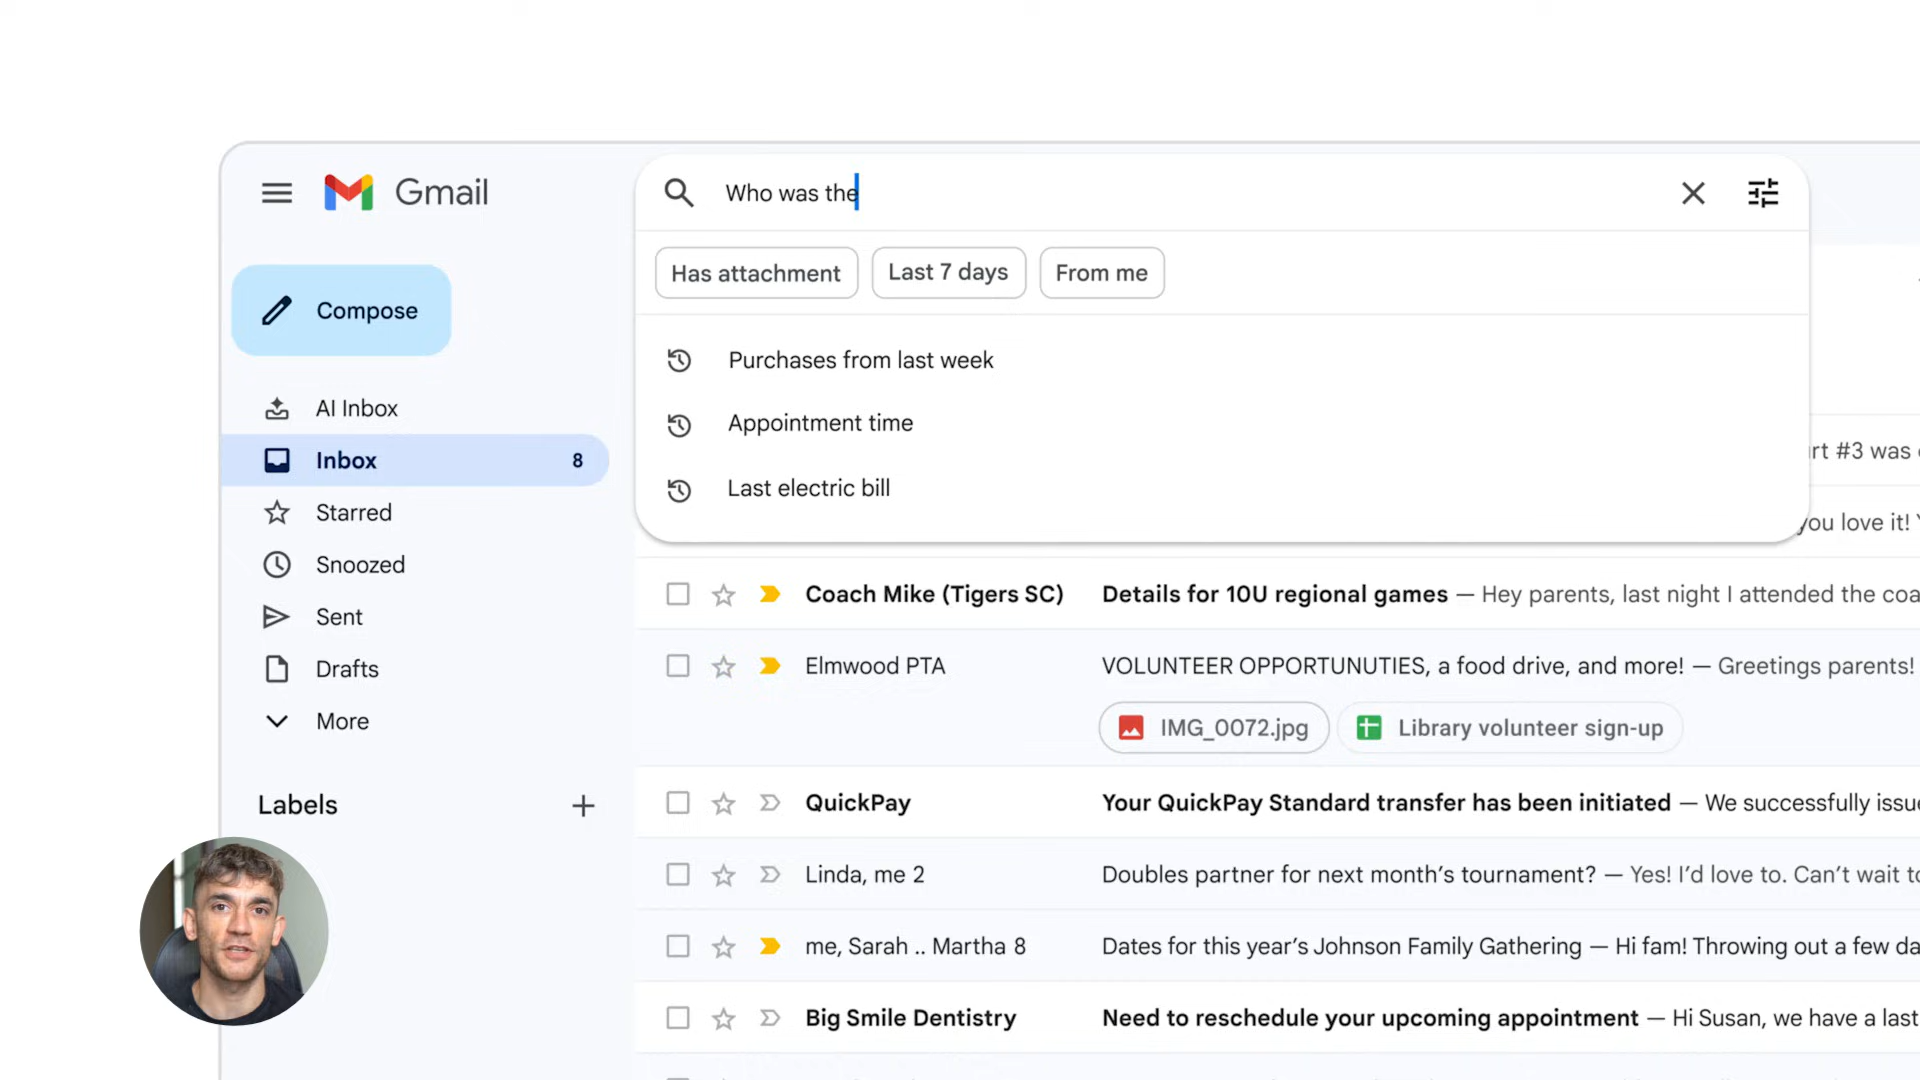 Gmail
Who was the
Has attachment
Last 7 days
From me
Purchases from last week
Appointment time
Last electric bill
Compose
AI Inbox
Inbox 8
Starred
Snoozed
Sent
Drafts
More
Labels
#3 was
you love it!
Coach Mike (Tigers SC) Details for 10U regional games — Hey parents, last night I attended the
Elmwood PTA VOLUNTEER OPPORTUNUTIES, a food drive, and more! — Greetings parents!
IMG_0072.jpg Library volunteer sign-up
QuickPay Your QuickPay Standard transfer has been initiated — We successfully
Linda, me 2 Doubles partner for next month’s tournament? — Yes! I’d love to. Can’t wait
me, Sarah .. Martha 8 Dates for this year’s Johnson Family Gathering — Hi fam! Throwing out a few
Big Smile Dentistry Need to reschedule your upcoming appointment — Hi Susan, we have a last